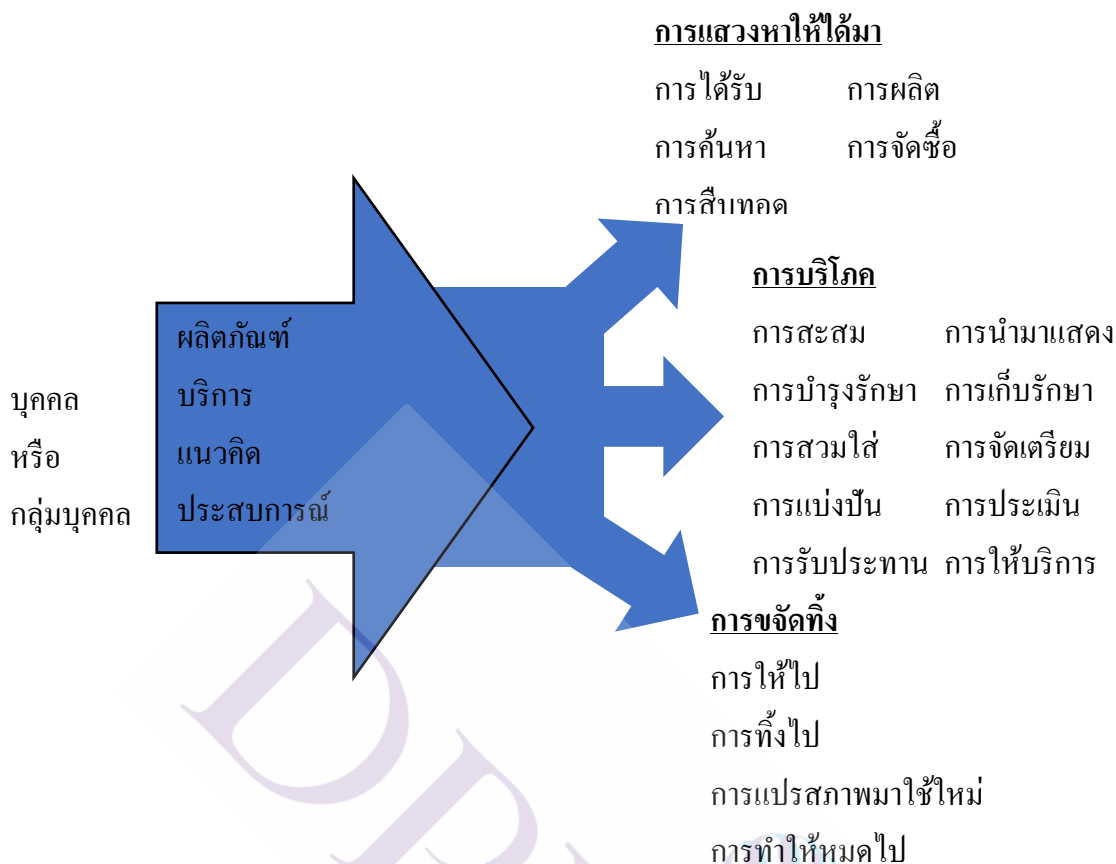 การแสวงหาให้ได้มา
การได้รับ การผลิต
การค้นหา การจัดซื้อ
การสืบทอด
บุคคล
หรือ
กลุ่มบุคคล
ผลิตภัณฑ์
บริการ
แนวคิด
ประสบการณ์
การบริโภค
การสะสม การนำมาแสดง
การบำรุงรักษา การเก็บรักษา
การสวมใส่ การจัดเตรียม
การแบ่งปัน การประเมิน
การรับประทาน การให้บริการ
การขจัดทิ้ง
การให้ไป
การทิ้งไป
การแปรสภาพมาใช้ใหม่
การทำให้หมดไป